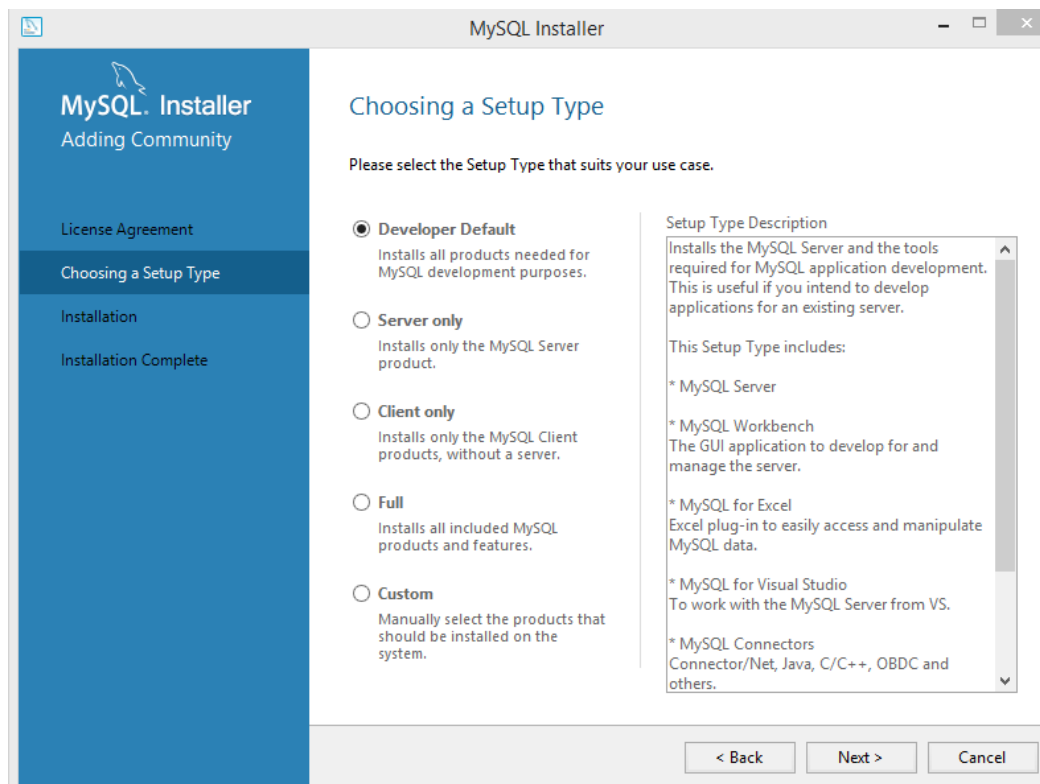 MySQL Installer
MySQL. Installer
Adding Community
License Agreement
Choosing a Setup Type
Installation
Installation Complete
Choosing a Setup Type
Please select the Setup Type that suits your use case.
Developer Default
Installs all products needed for
MySQL development purposes.
Server only
Installs only the MySQL Server
product.
Client only
Installs only the MySQL Client
products, without a server.
Full
Installs all included MySQL
products and features.
Custom
Manually select the products that
should be installed on the
system.
Setup Type Description
Installs the MySQL Server and the tools
required for MySQL application development.
This is useful if you intend to develop
applications for an existing server.
This Setup Type includes:
* MySQL Server
* MySQL Workbench
The GUI application to develop for and
manage the server.
* MySQL for Excel
Excel plug-in to easily access and manipulate
MySQL data.
* MySQL for Visual Studio
To work with the MySQL Server from VS.
* MySQL Connectors
Connector/Net, Java, C/C++, OBDC and
others.
< Back
Next >
Cancel